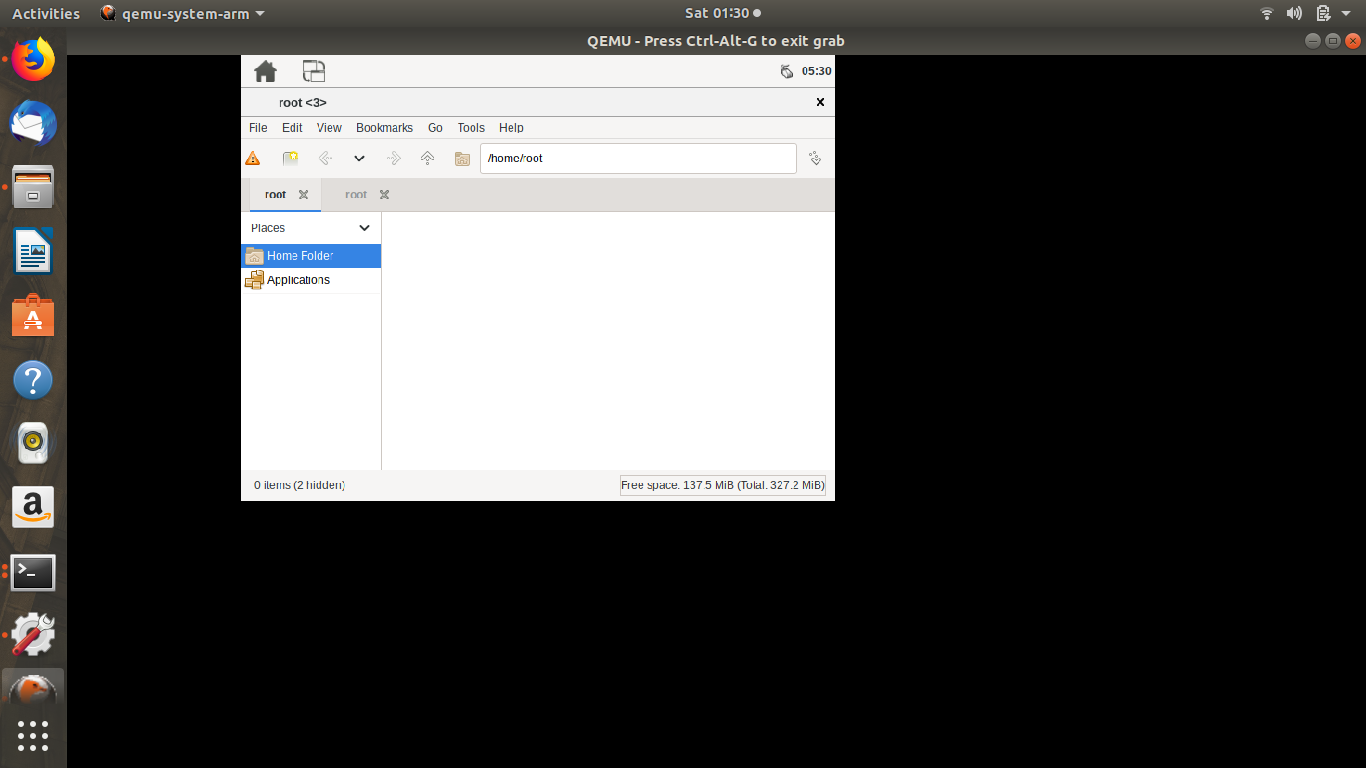 Activities qemu-system-arm Sat 01:30
QEMU - Press Ctrl-Alt-G to exit grab
05:30
root <3>
File Edit View Bookmarks Go Tools Help
/home/root
root root
Places
Home Folder
Applications
0 items (2 hidden) Free space: 137.5 MiB (Total: 327.2 MiB)